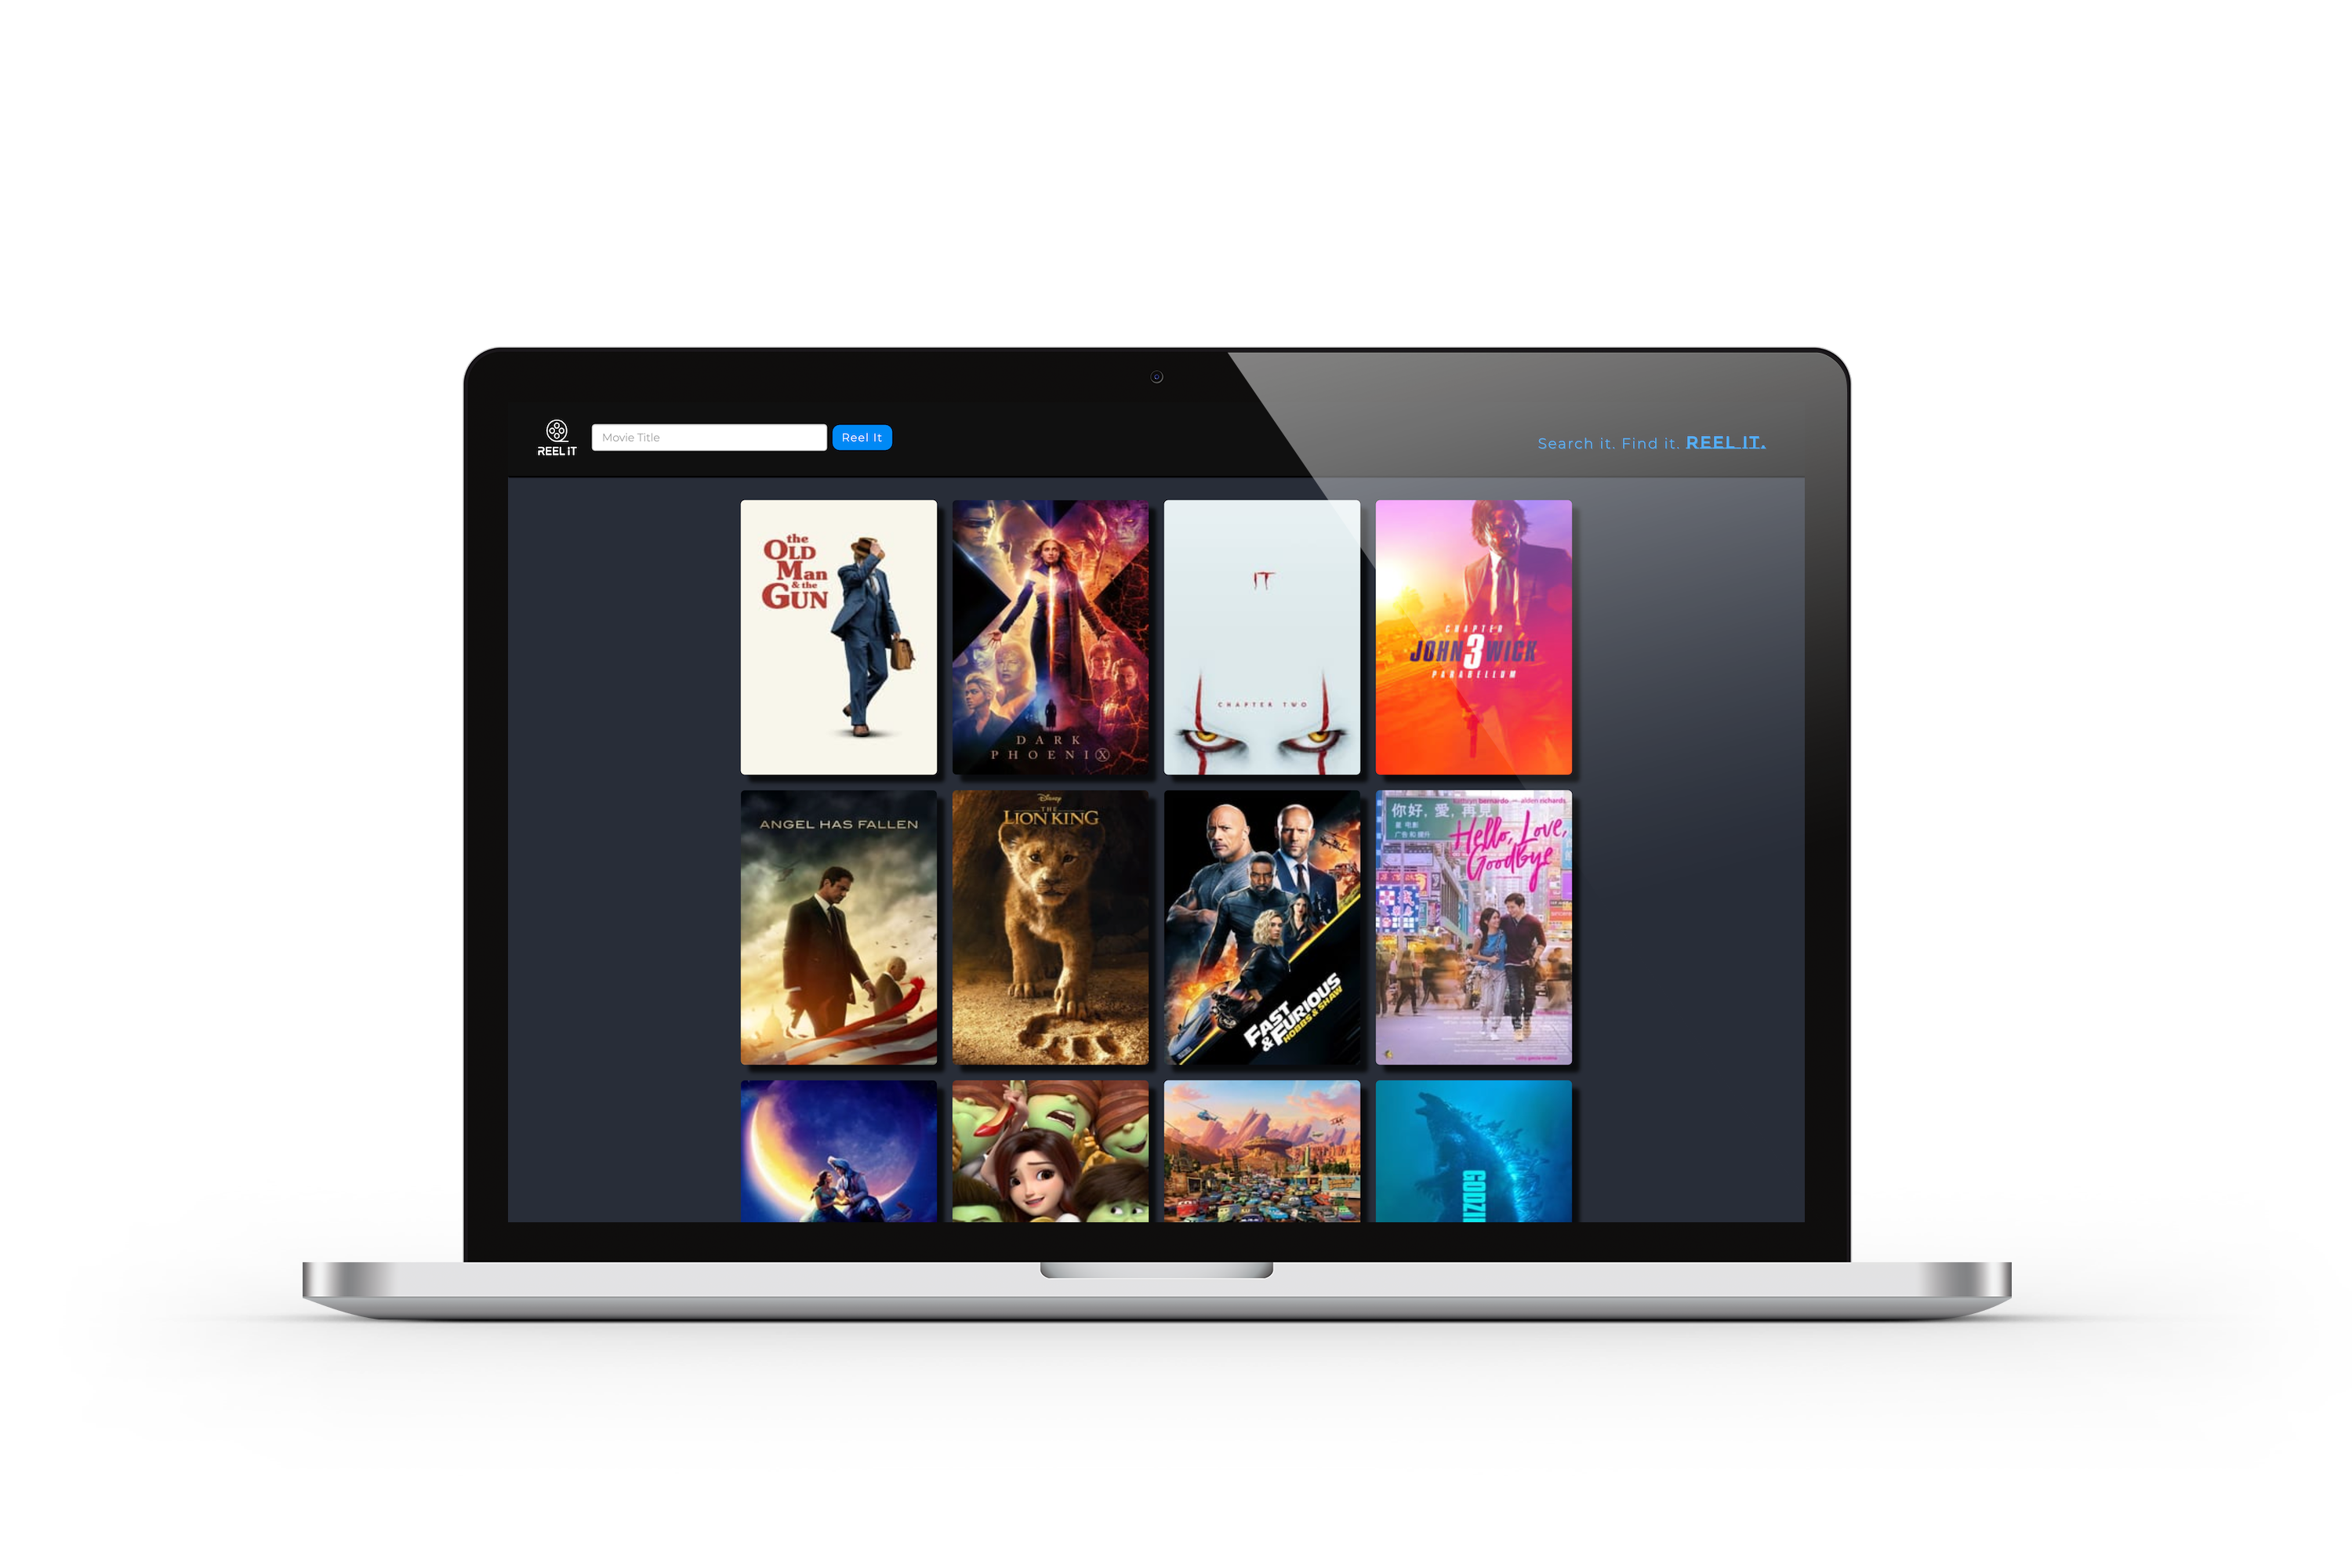 REEL IT
Movie Title
Reel It
Search it. Find it. REEL IT.
the
OLD
Man
& the
GUN
DARK
PHOENIX
IT
CHAPTER TWO
CHAPTER
JOHN 3 WICK
PARABELLUM
ANGEL HAS FALLEN
Disney
THE
LION KING
FAST
& FURIOUS
HOBBS & SHAW
kathryn bernardo — alden richards
你好, 愛, 再見
Hello, Love,
Goodbye
GODZI